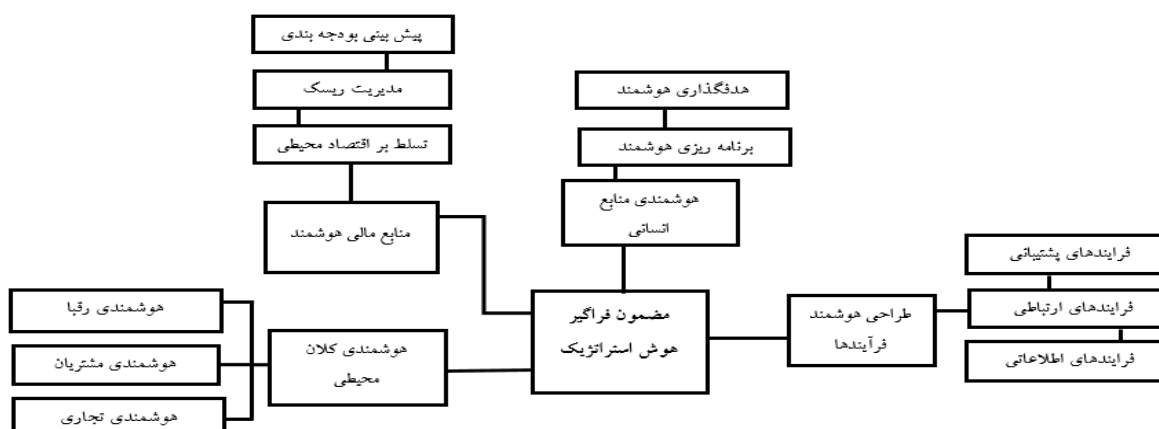 پیش بینی بودجه بندی
مدیریت ریسک
تسلط بر اقتصاد محیطی
منابع مالی هوشمند
هدفگذاری هوشمند
برنامه ریزی هوشمند
هوشمندی منابع
انسانی
فرایندهای پشتیبانی
فرایندهای ارتباطی
فرایندهای اطلاعاتی
طراحی هوشمند
فرآیندها
مضمون فراگیر
هوش استراتژیک
هوشمندی کلان
محیطی
هوشمندی رقبا
هوشمندی مشتریان
هوشمندی تجاری